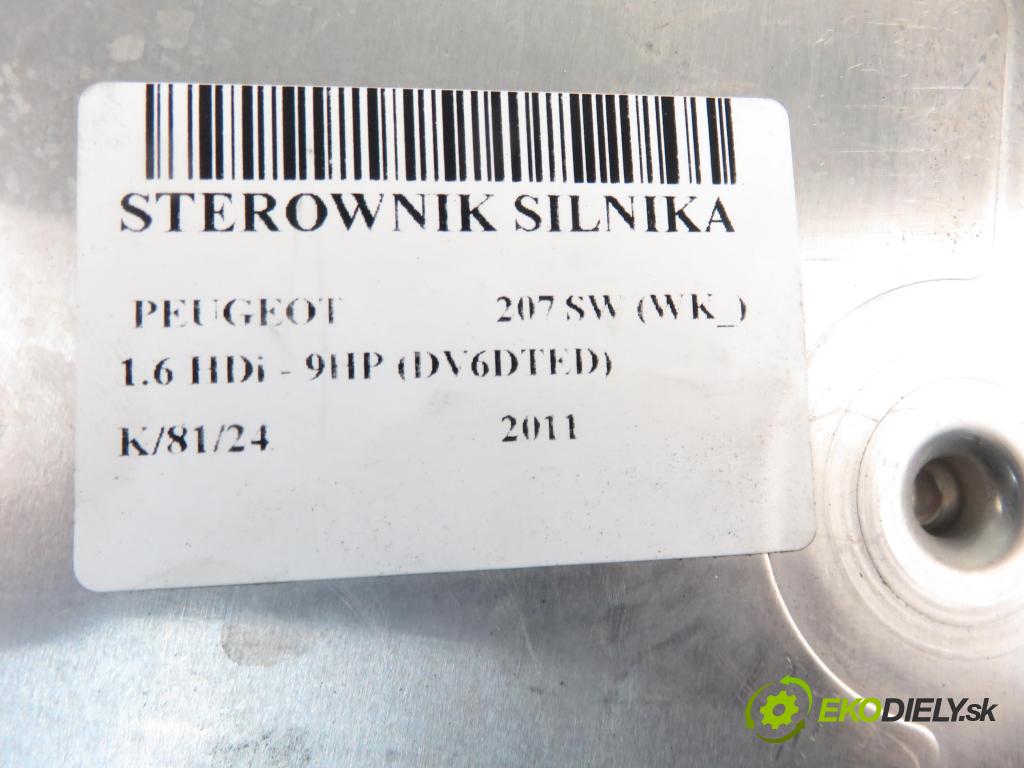 STEROWNIK SILNIKA
PEUGEOT 207 SW (WK_)
1.6 HDi - 9HP (DV6DTED)
K/81/24 2011
EKODIELY.sk